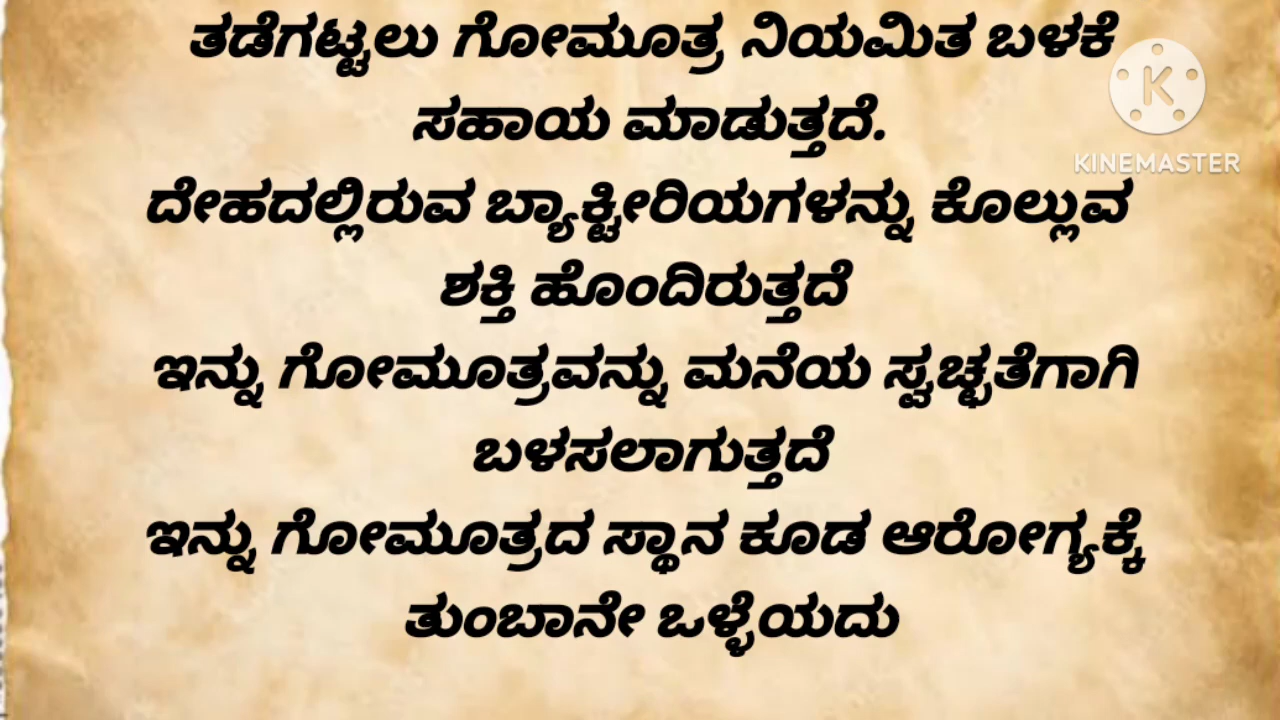 ತಡೆಗಟ್ಟಲು ಗೋಮೂತ್ರ ನಿಯಮಿತ ಬಳಕೆ
ಸಹಾಯ ಮಾಡುತ್ತದೆ.
KINEMASTER
ದೇಹದಲ್ಲಿರುವ ಬ್ಯಾಕ್ಟೀರಿಯಗಳನ್ನು ಕೊಲ್ಲುವ
ಶಕ್ತಿ ಹೊಂದಿರುತ್ತದೆ
ಇನ್ನು ಗೋಮೂತ್ರವನ್ನು ಮನೆಯ ಸ್ವಚ್ಛತೆಗಾಗಿ
ಬಳಸಲಾಗುತ್ತದೆ
ಇನ್ನು ಗೋಮೂತ್ರದ ಸ್ಥಾನ ಕೂಡ ಆರೋಗ್ಯಕ್ಕೆ
ತುಂಬಾನೇ ಒಳ್ಳೆಯದು